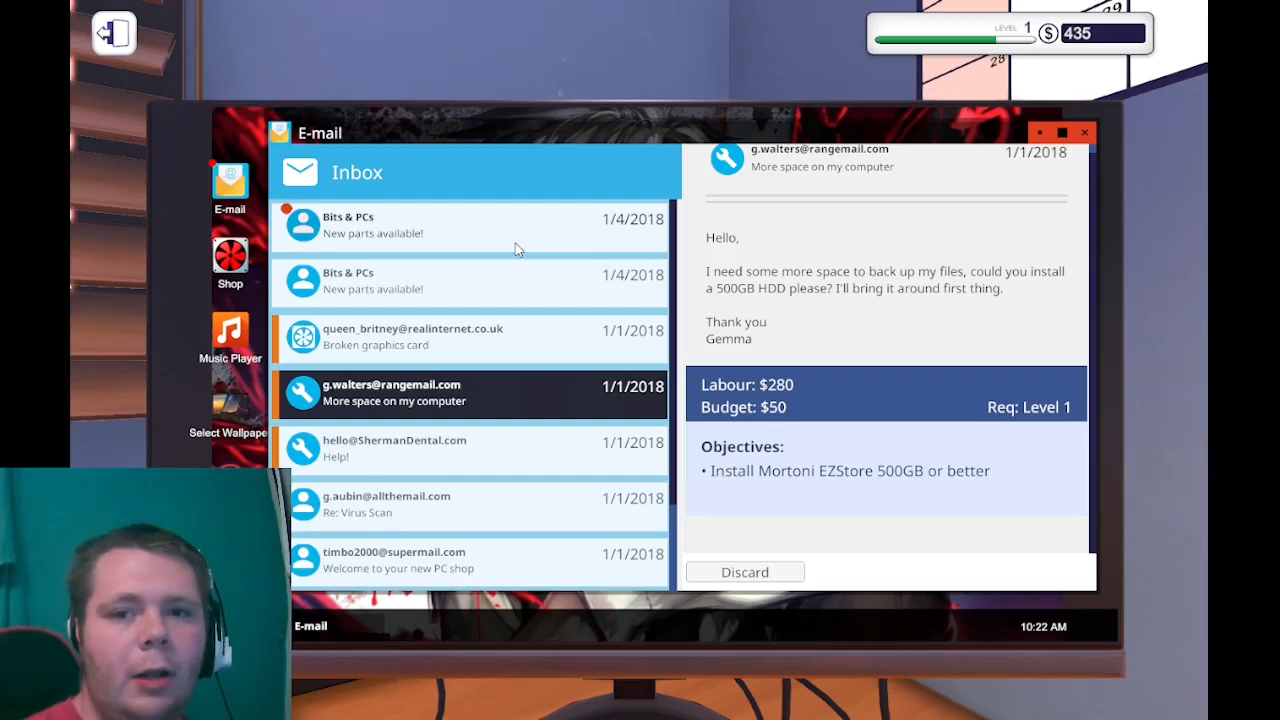 29
28
LEVEL 1
$ 435
E-mail
Inbox
Bits & PCs
New parts available!
1/4/2018
Bits & PCs
New parts available!
1/4/2018
queen_britney@realinternet.co.uk
Broken graphics card
1/1/2018
g.walters@rangemail.com
More space on my computer
1/1/2018
hello@ShermanDental.com
Help!
1/1/2018
g.aubin@allthemail.com
Re: Virus Scan
1/1/2018
timbo2000@supermail.com
Welcome to your new PC shop
1/1/2018
g.walters@rangemail.com
More space on my computer
1/1/2018
Hello,
I need some more space to back up my files, could you install
a 500GB HDD please? I'll bring it around first thing.
Thank you
Gemma
Labour: $280
Budget: $50
Req: Level 1
Objectives:
• Install Mortoni EZStore 500GB or better
Discard
E-mail
Shop
Music Player
Select Wallpape
E-mail
10:22 AM